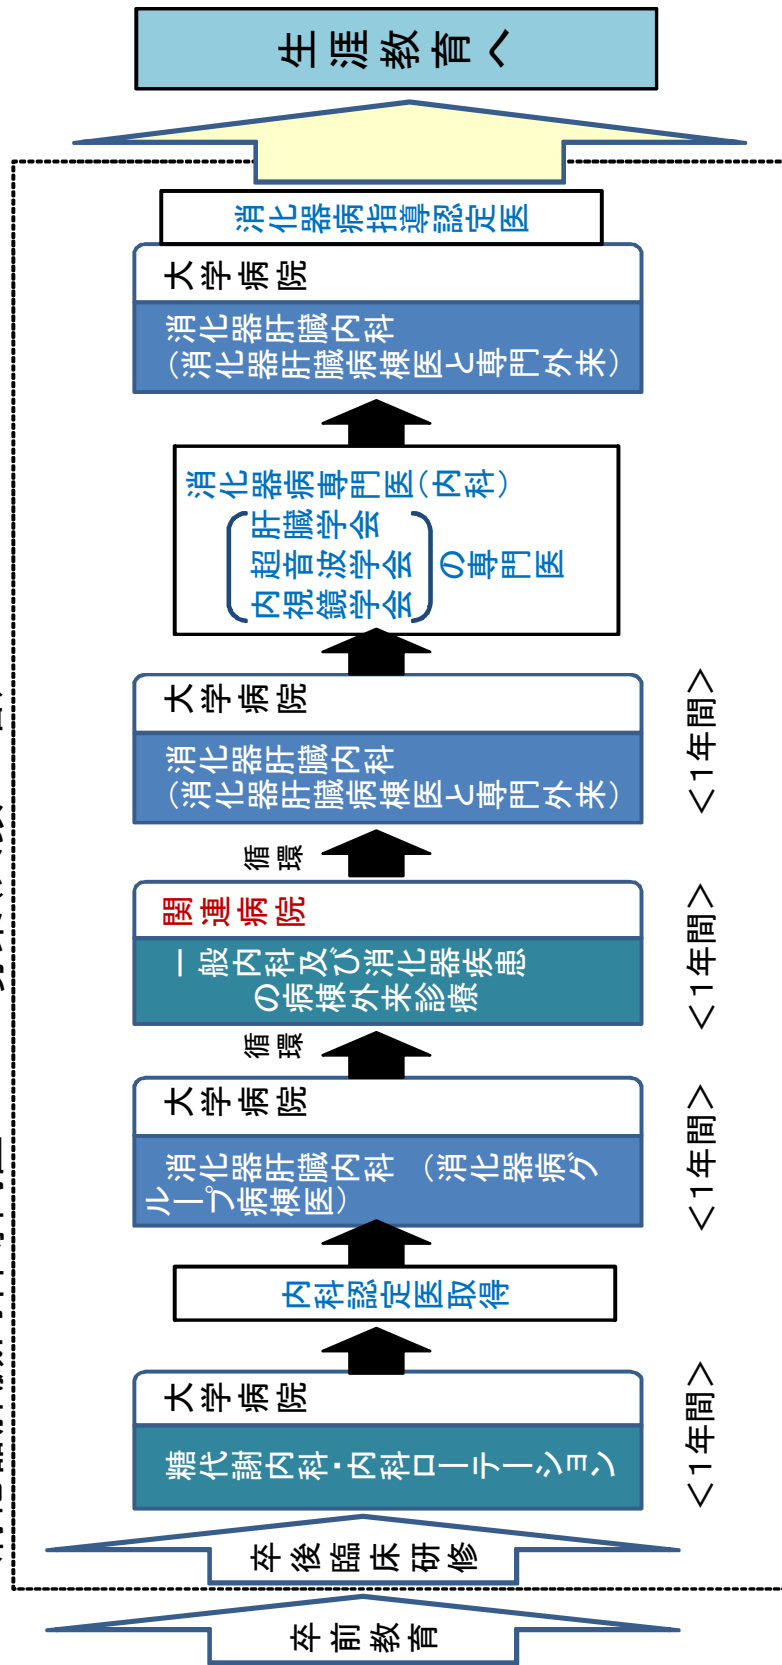 卒前教育
卒後臨床研修
大学病院
糖代謝内科・内科ローテーション
＜1年間＞
内科認定医取得
大学病院
消化器肝臓内科　（消化器病グ
ループ病棟医）
＜1年間＞
循環
関連病院
一般内科及び消化器疾患
の病棟外来診療
＜1年間＞
循環
大学病院
消化器肝臓内科
（消化器肝臓病棟医と専門外来）
＜1年間＞
消化器病専門医（内科）
肝臓学会
超音波学会
内視鏡学会
の専門医
大学病院
消化器肝臓内科
（消化器肝臓病棟医と専門外来）
消化器病指導認定医
生涯教育へ